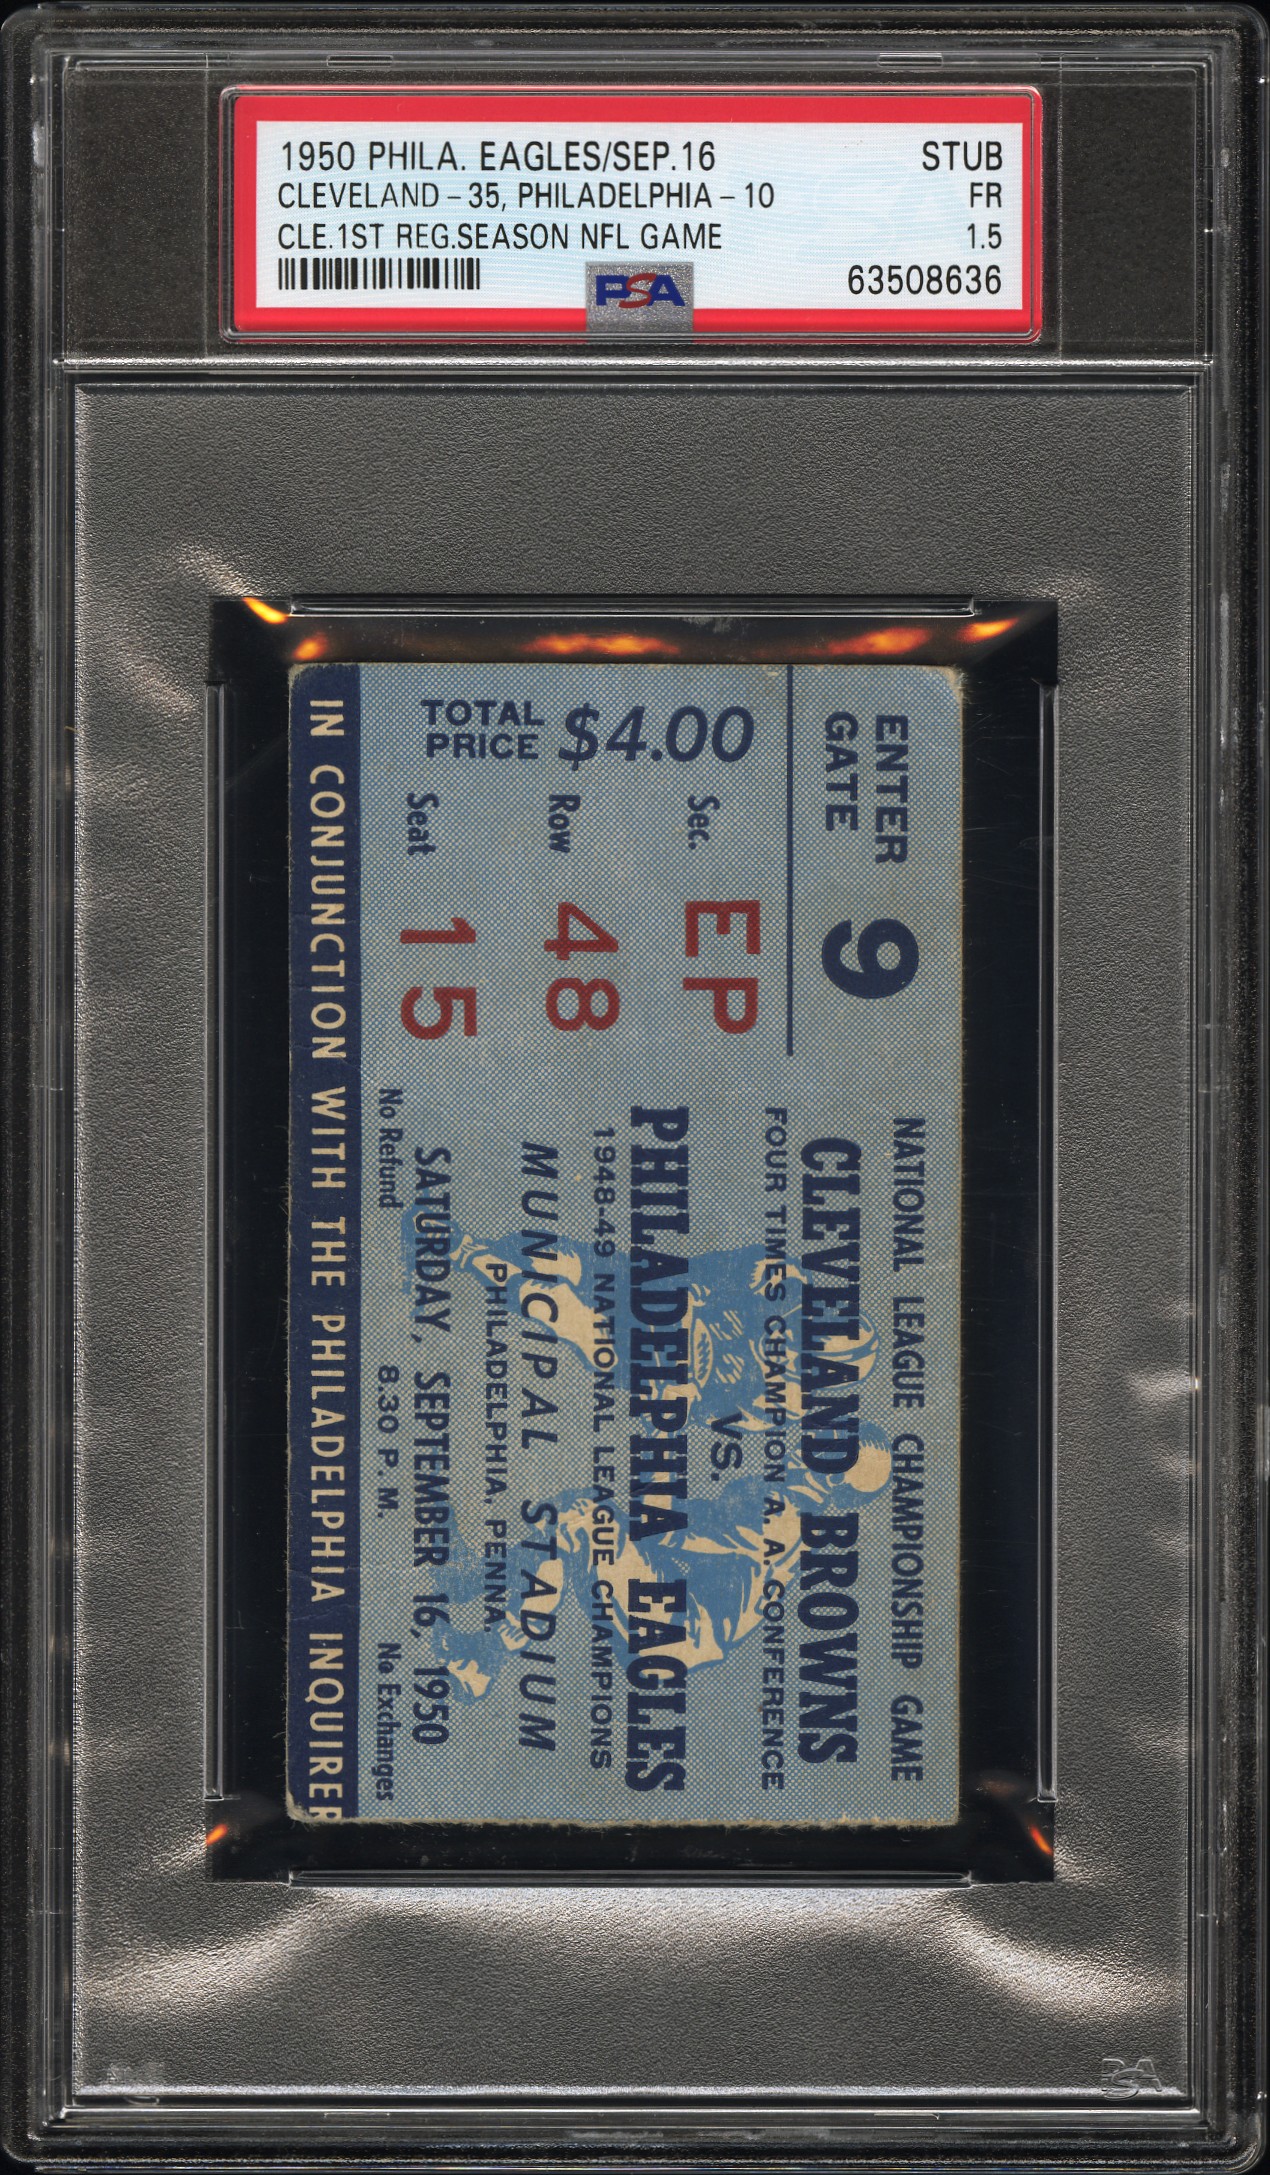 1950 PHILA. EAGLES/SEP.16 STUB
CLEVELAND - 35, PHILADELPHIA - 10 FR
CLE.1ST REG.SEASON NFL GAME 1.5
PSA 63508636
ENTER
GATE 9
TOTAL
PRICE $4.00
Sec. EP
Row 48
Seat 15
NATIONAL LEAGUE CHAMPIONSHIP GAME
CLEVELAND BROWNS
FOUR TIMES CHAMPION A. A. CONFERENCE
VS.
PHILADELPHIA EAGLES
1948-49 NATIONAL LEAGUE CHAMPIONS
MUNICIPAL STADIUM
PHILADELPHIA, PENNA.
SATURDAY, SEPTEMBER 16, 1950
No Refund 8.30 P. M. No Exchanges
IN CONJUNCTION WITH THE PHILADELPHIA INQUIRER
PSA